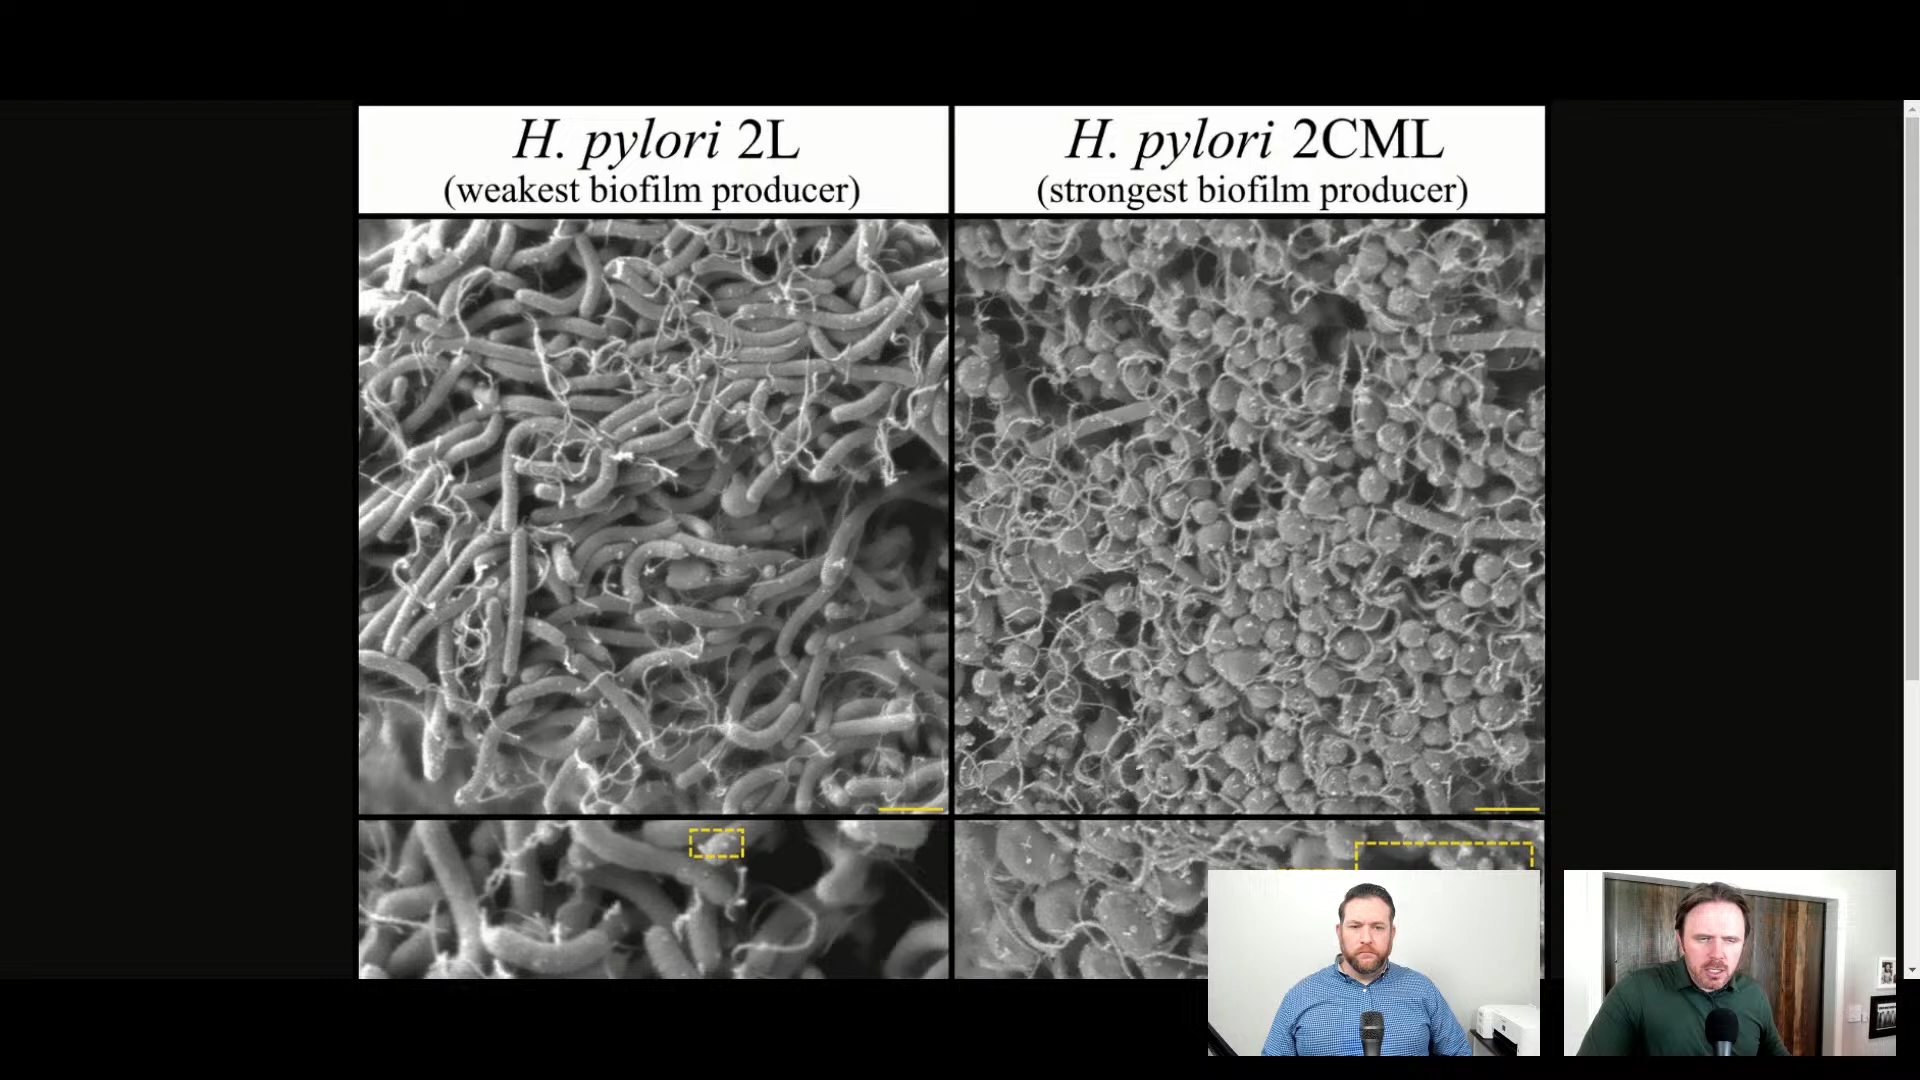 H. pylori 2L
(weakest biofilm producer)
H. pylori 2CML
(strongest biofilm producer)